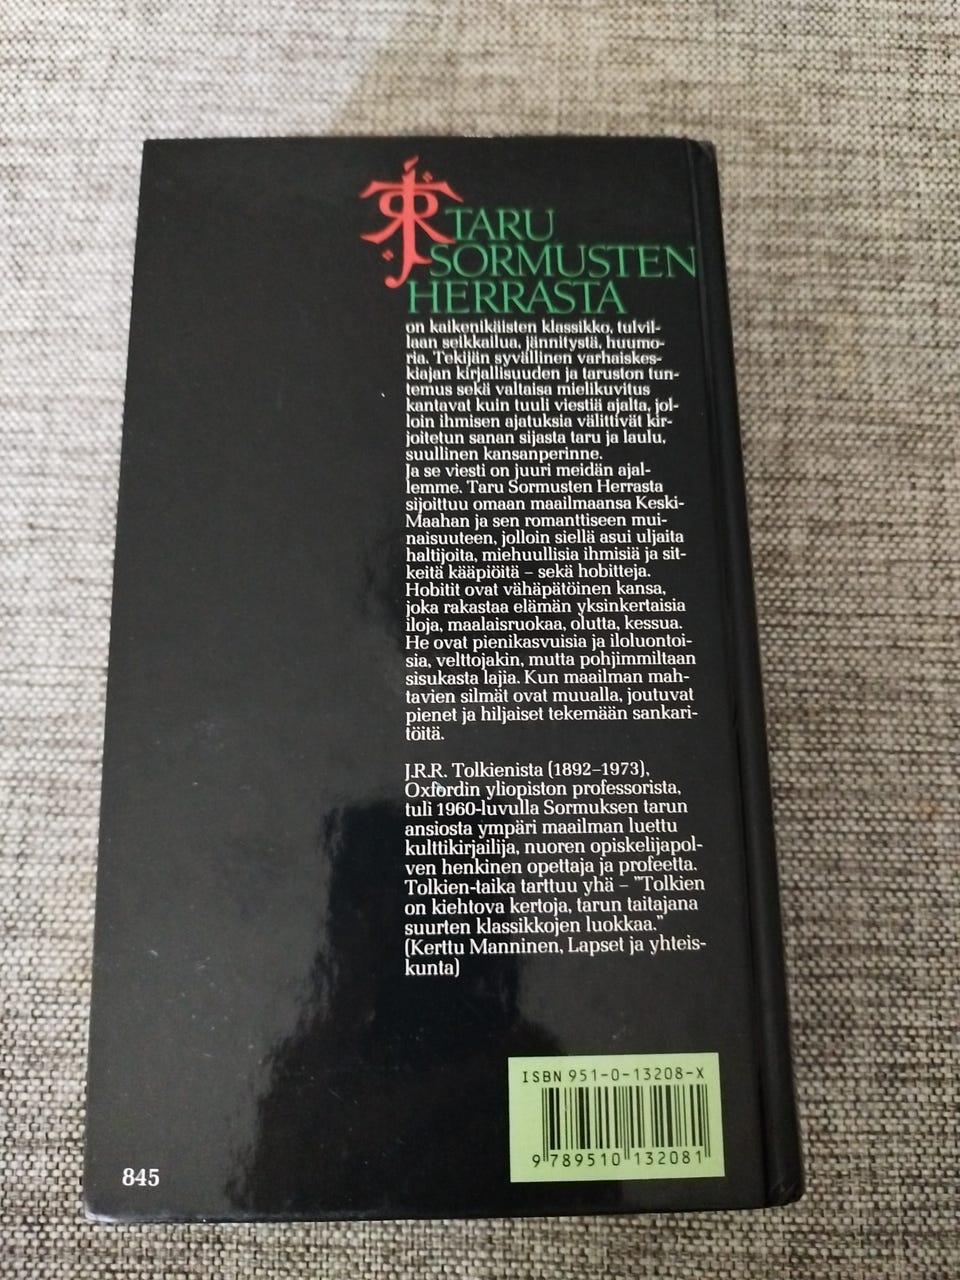 TARU
SORMUSTEN
HERRASTA
on kaikenikäisten klassikko, tulvil-
laan seikkailua, jännitystä, huumo-
ria. Tekijän syvällinen varhaiskes-
kiajan kirjallisuuden ja taruston tun-
temus sekä valtaisa mielikuvitus
kantavat kuin tuuli viestiä ajalta, jol-
loin ihmisen ajatuksia välittivät kir-
joitetun sanan sijasta taru ja laulu,
suullinen kansanperinne.
Ja se viesti on juuri meidän ajal-
lemme. Taru Sormusten Herrasta
sijoittuu omaan maailmaansa Keski-
Maahan ja sen romanttiseen mui-
naisuuteen, jolloin siellä asui uljaita
haltijoita, miehuullisia ihmisiä ja sit-
keitä kääpiöitä – sekä hobitteja.
Hobitit ovat vähäpätöinen kansa,
joka rakastaa elämän yksinkertaisia
iloja, maalaisruokaa, olutta, kessua.
He ovat pienikasvuisia ja iloluontoi-
sia, velttojakin, mutta pohjimmiltaan
sisukasta lajia. Kun maailman mah-
tavien silmät ovat muualla, joutuvat
pienet ja hiljaiset tekemään sankari-
töitä.
J.R.R. Tolkienista (1892–1973),
Oxfordin yliopiston professorista,
tuli 1960-luvulla Sormuksen tarun
ansiosta ympäri maailman luettu
kulttikirjailija, nuoren opiskelijapol-
ven henkinen opettaja ja profeetta.
Tolkien-taika tarttuu yhä – "Tolkien
on kiehtova kertoja, tarun taitajana
suurten klassikkojen luokkaa."
(Kerttu Manninen, Lapset ja yhteis-
kunta)
ISBN 951-0-13208-X
9 789510 132081
845